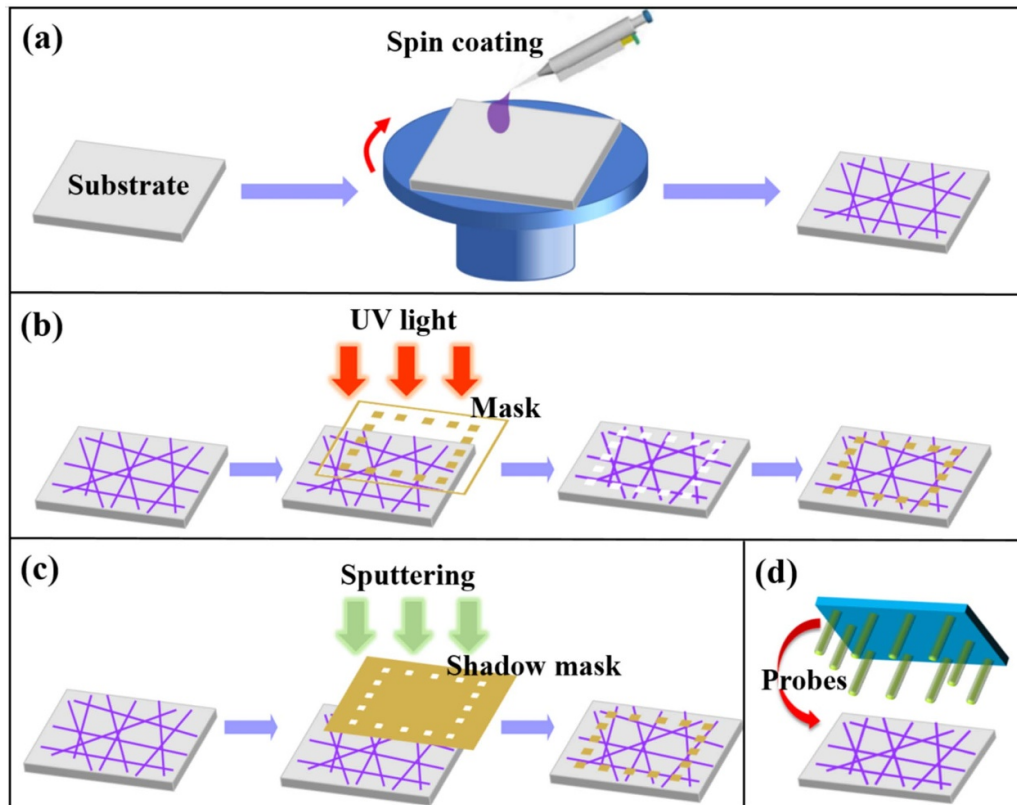 (a)
Spin coating
Substrate
(b)
UV light
Mask
(c)
Sputtering
Shadow mask
(d)
Probes